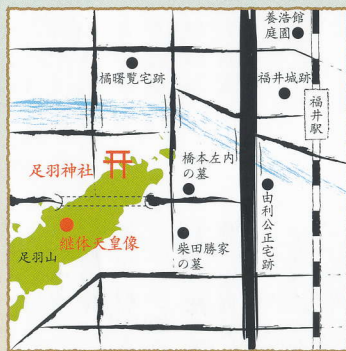 養浩館
庭園
橘曙覧宅跡
福井城跡
福井駅
足羽神社
橋本左内
の墓
由利公正宅跡
継体天皇像
柴田勝家
の墓
足羽山